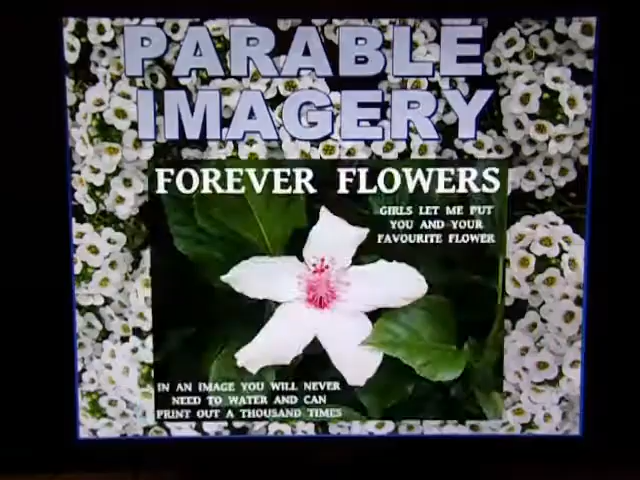 PARABLE
IMAGERY
FOREVER FLOWERS
GIRLS LET ME PUT
YOU AND YOUR
FAVOURITE FLOWER
IN AN IMAGE YOU WILL NEVER
NEED TO WATER AND CAN
PRINT OUT A THOUSAND TIMES